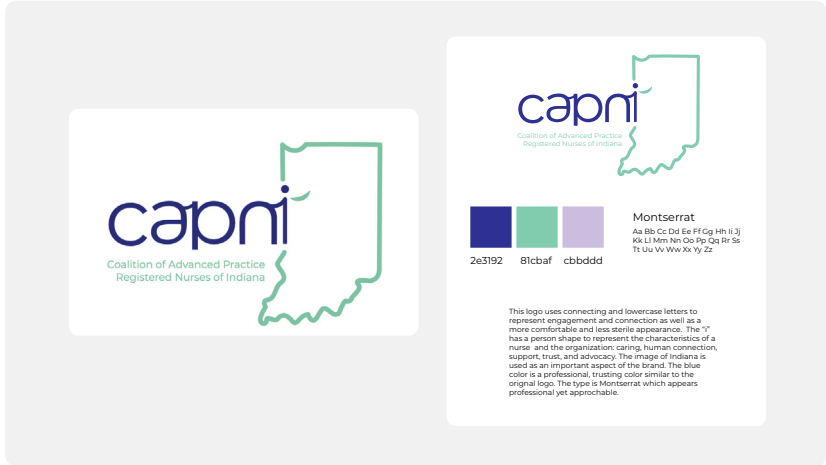 capni
Coalition of Advanced Practice
Registered Nurses of Indiana
capni
Coalition of Advanced Practice
Registered Nurses of Indiana
2e3192
81cbaf
cbbddd
Montserrat
Aa Bb Cc Dd Ee Ff Gg Hh Ii Jj
Kk Ll Mm Nn Oo Pp Qq Rr Ss
Tt Uu Vv Ww Xx Yy Zz
This logo uses connecting and lowercase letters to
represent engagement and connection as well as a
more comfortable and less sterile appearance.  The "i"
has a person shape to represent the characteristics of a
nurse  and the organization: caring, human connection,
support, trust, and advocacy. The image of Indiana is
used as an important aspect of the brand. The blue
color is a professional, trusting color similar to the
orignal logo. The type is Montserrat which appears
professional yet approchable.